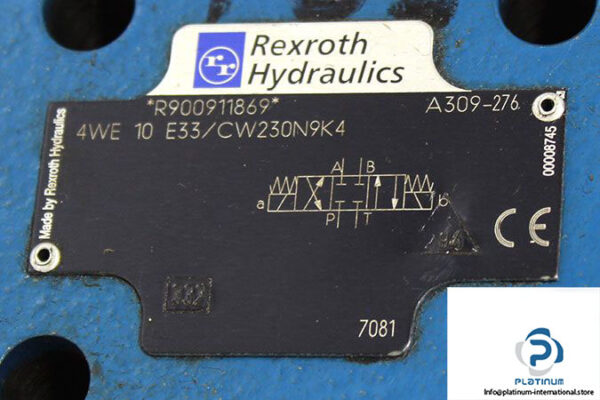 rr
Rexroth
Hydraulics
*R900911869*
A309-276
4WE 10 E33/CW230N9K4
Made by Rexroth Hydraulics
00008745
A B
a b
P T
CE
7081
PLATINUM
Info@platinum-international.store